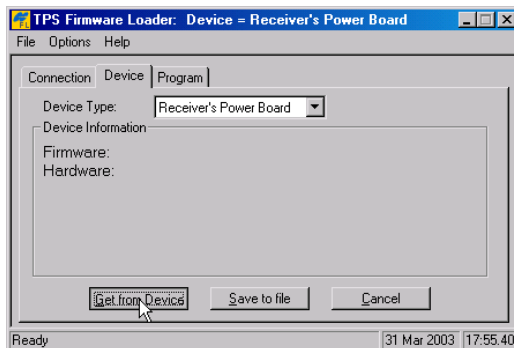 TPS Firmware Loader: Device = Receiver's Power Board
File Options Help
Connection Device Program
Device Type: Receiver's Power Board
Device Information
Firmware:
Hardware:
Get from Device Save to file Cancel
Ready 31 Mar 2003 17:55.40